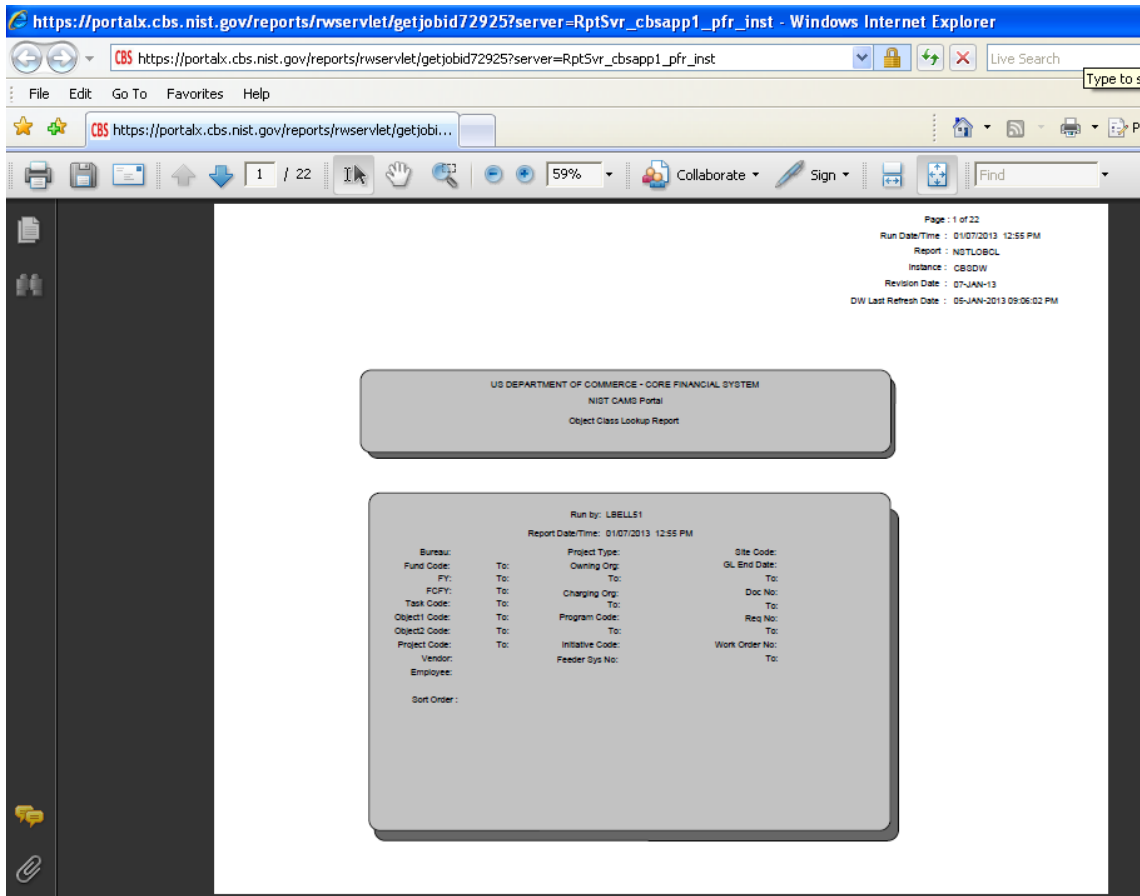 https://portalx.cbs.nist.gov/reports/rwservlet/getjobid72925?server=RptSvr_cbsapp1_pfr_inst - Windows Internet Explorer
CBS https://portalx.cbs.nist.gov/reports/rwservlet/getjobid72925?server=RptSvr_cbsapp1_pfr_inst Live Search
Type to s
File Edit Go To Favorites Help
CBS https://portalx.cbs.nist.gov/reports/rwservlet/getjobi... P
1 / 22 59% Collaborate Sign Find
Page : 1 of 22
Run Date/Time : 01/07/2013 12:55 PM
Report : NSTLOBCL
Instance : CBSDW
Revision Date : 07-JAN-13
DW Last Refresh Date : 05-JAN-2013 09:06:02 PM
US DEPARTMENT OF COMMERCE - CORE FINANCIAL SYSTEM
NIST CAMS Portal
Object Class Lookup Report
Run by: LBELL51
Report Date/Time: 01/07/2013 12:55 PM
Bureau: Project Type: Site Code:
Fund Code: To: Owning Org: GL End Date:
FY: To: To: To:
FCFY: To: Charging Org: Doc No:
Task Code: To: To: To:
Object1 Code: To: Program Code: Req No:
Object2 Code: To: To: To:
Project Code: To: Initiative Code: Work Order No:
Vendor: Feeder Sys No: To:
Employee:
Sort Order :